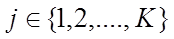 j ∈ {1,2,...., K}